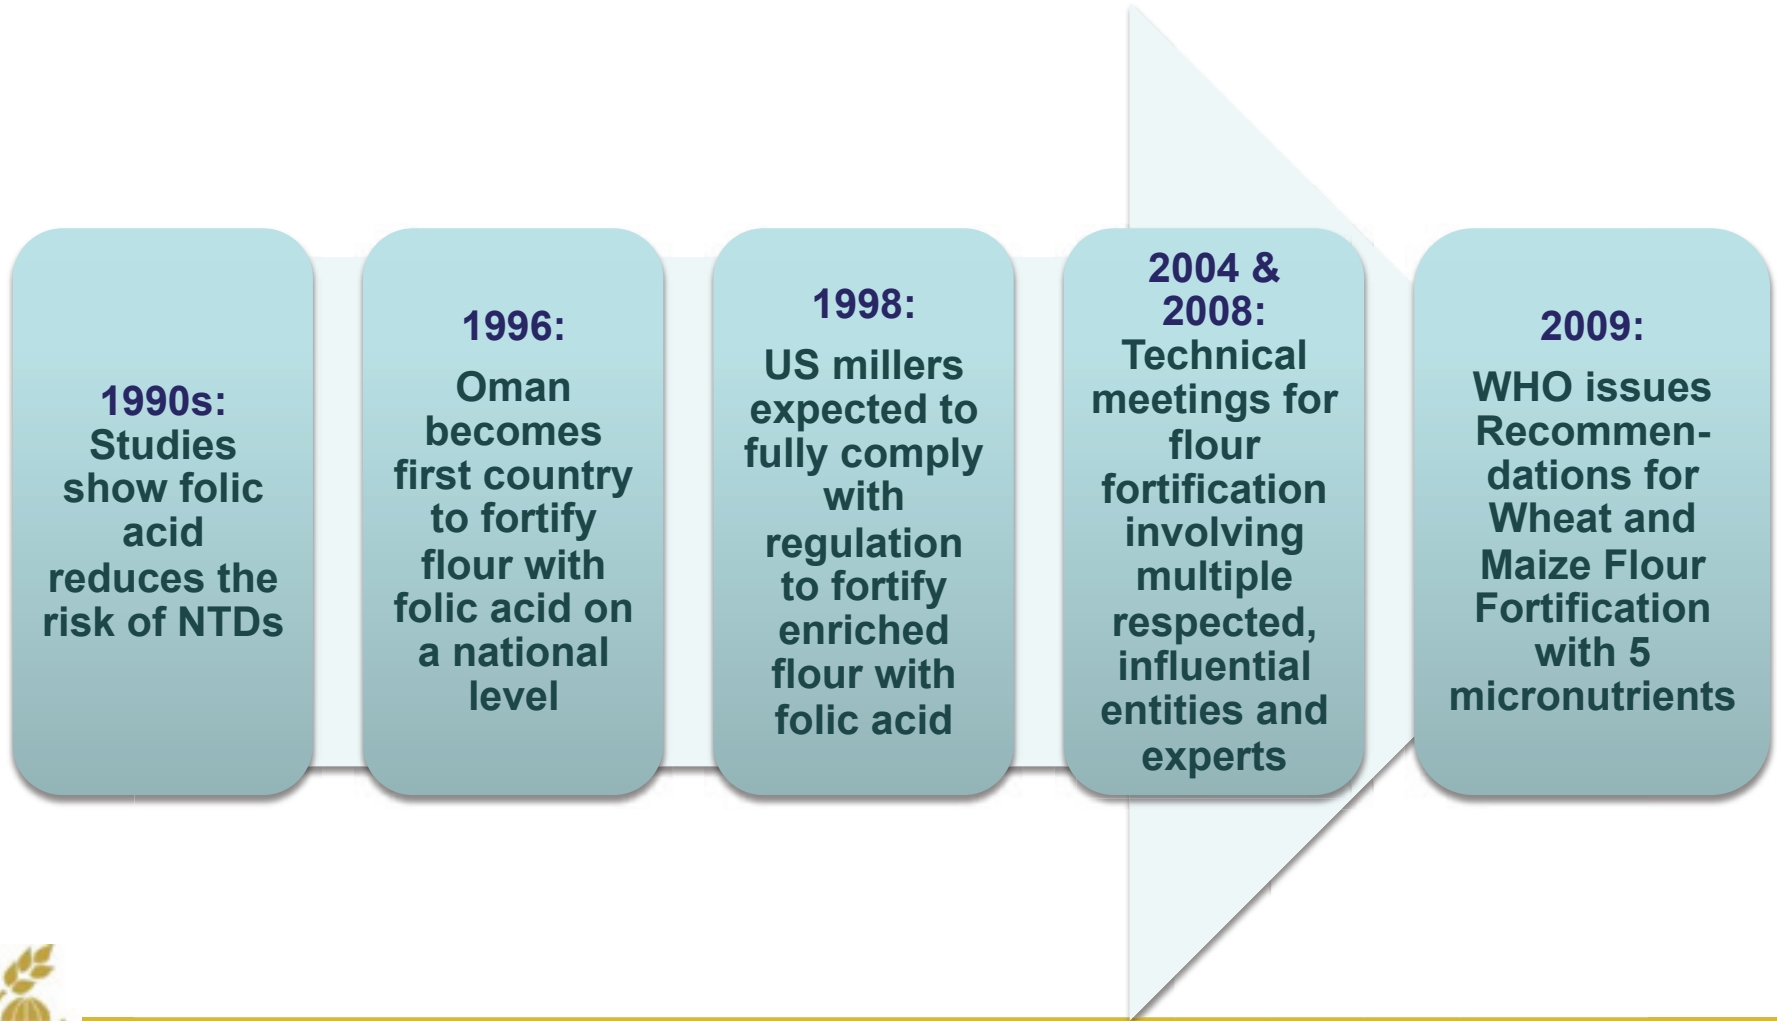 1990s:
Studies
show folic
acid
reduces the
risk of NTDs
1996:
Oman
becomes
first country
to fortify
flour with
folic acid on
a national
level
1998:
US millers
expected to
fully comply
with
regulation
to fortify
enriched
flour with
folic acid
2004 &
2008:
Technical
meetings for
flour
fortification
involving
multiple
respected,
influential
entities and
experts
2009:
WHO issues
Recommen-
dations for
Wheat and
Maize Flour
Fortification
with 5
micronutrients